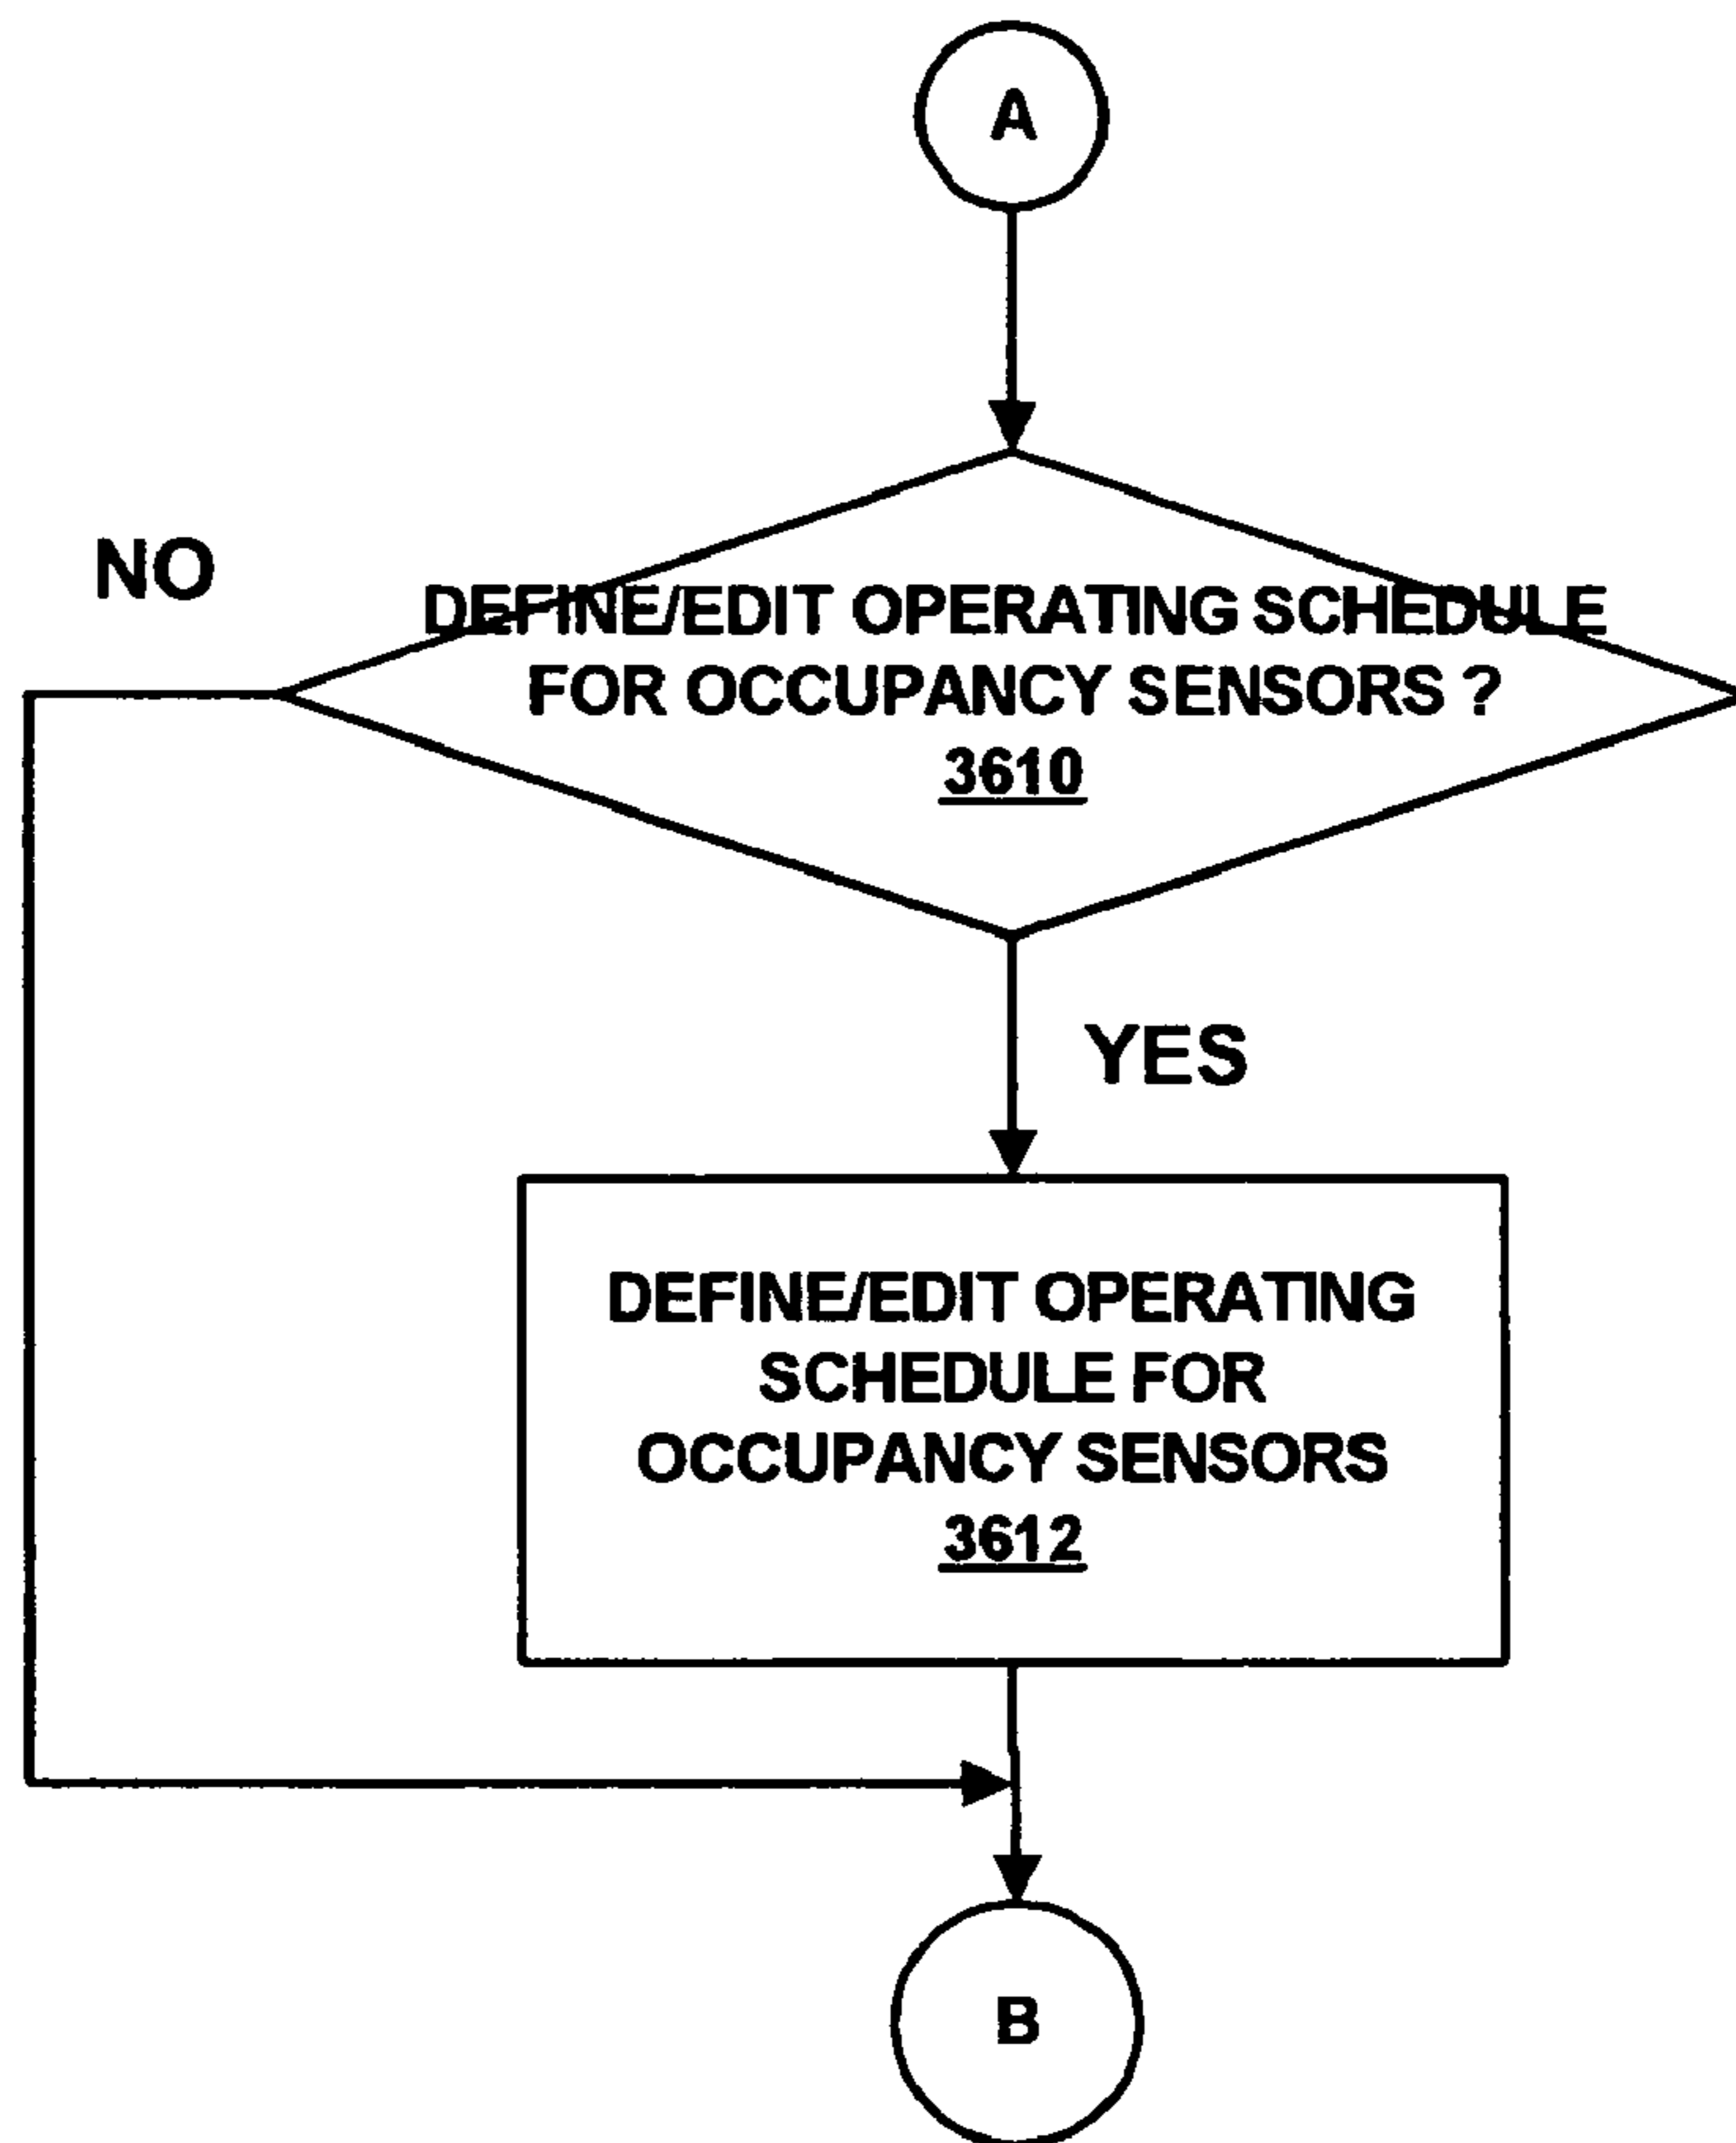 A
NO
DEFINE/EDIT OPERATING SCHEDULE
FOR OCCUPANCY SENSORS ?
3610
YES
DEFINE/EDIT OPERATING
SCHEDULE FOR
OCCUPANCY SENSORS
3612
B